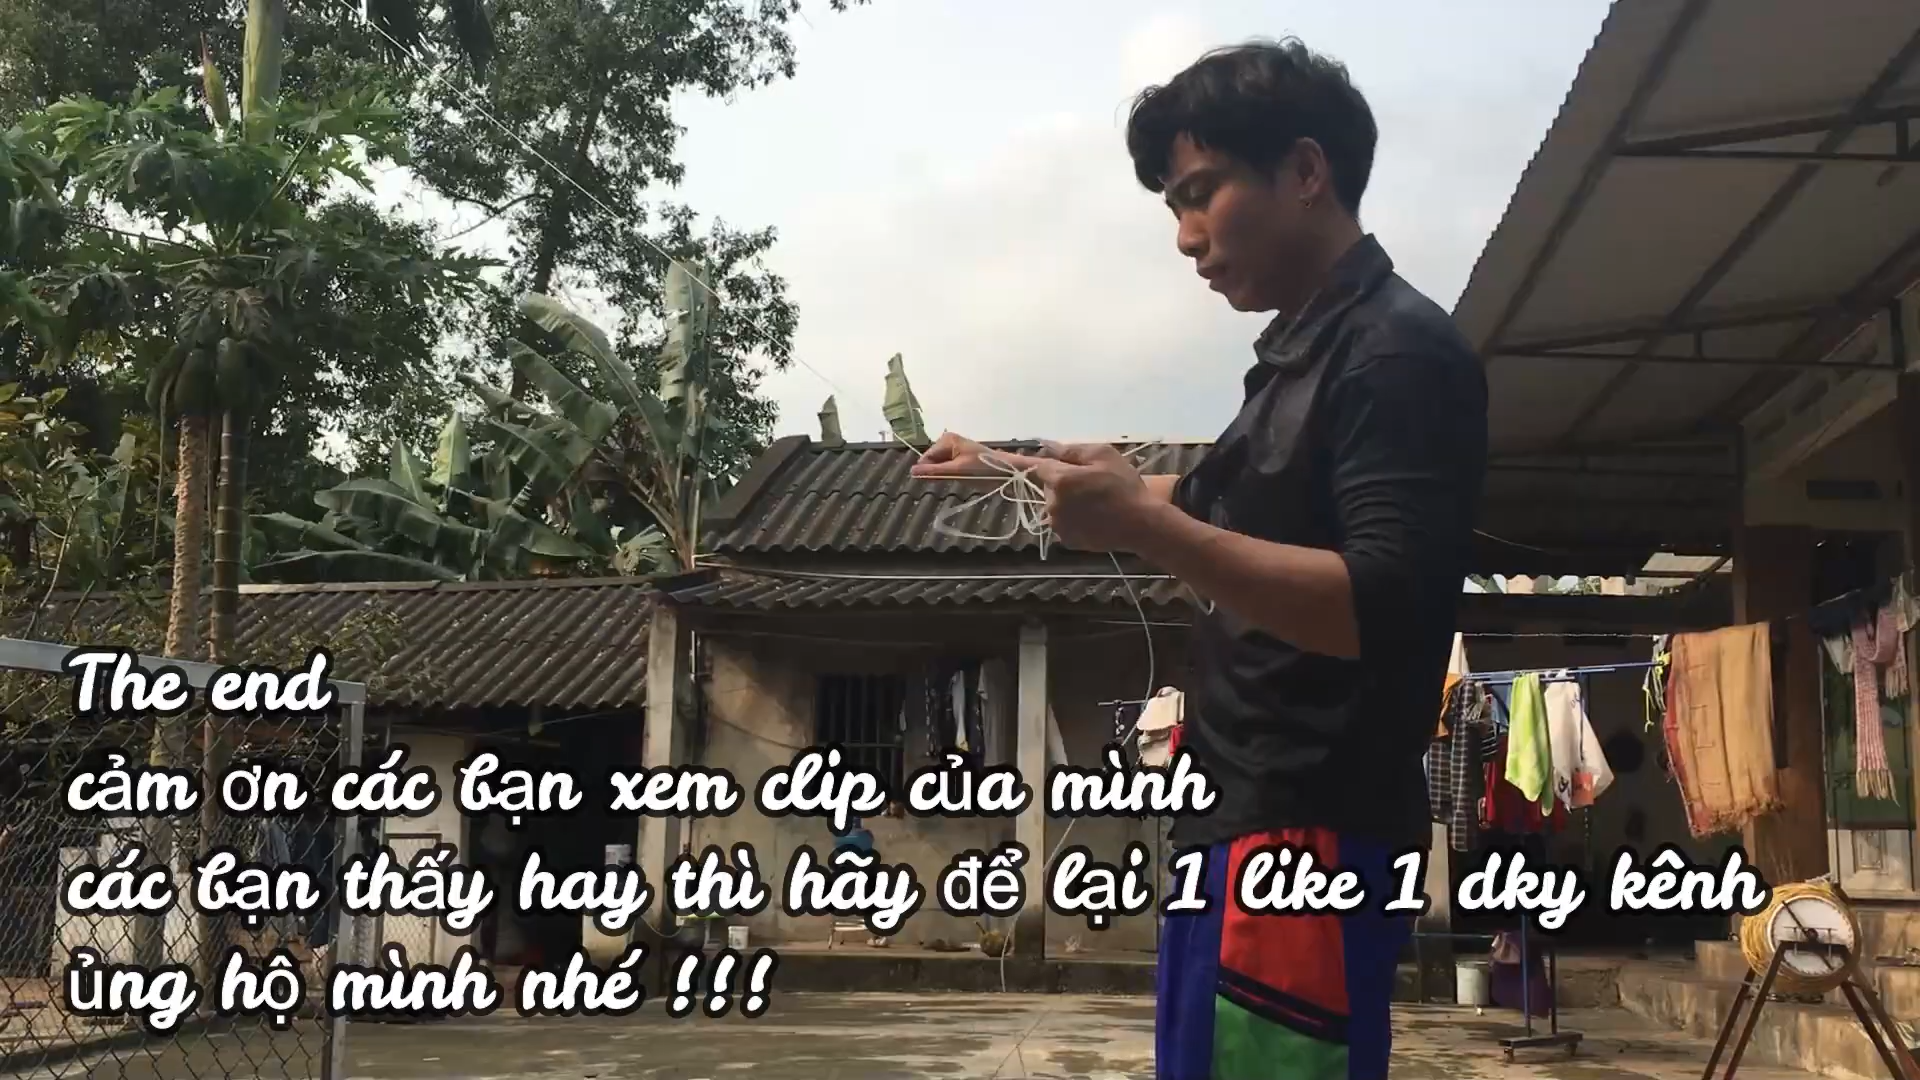 The end
cảm ơn các bạn xem clip của mình
các bạn thấy hay thì hãy để lại 1 like 1 dky kênh
ủng hộ mình nhé !!!